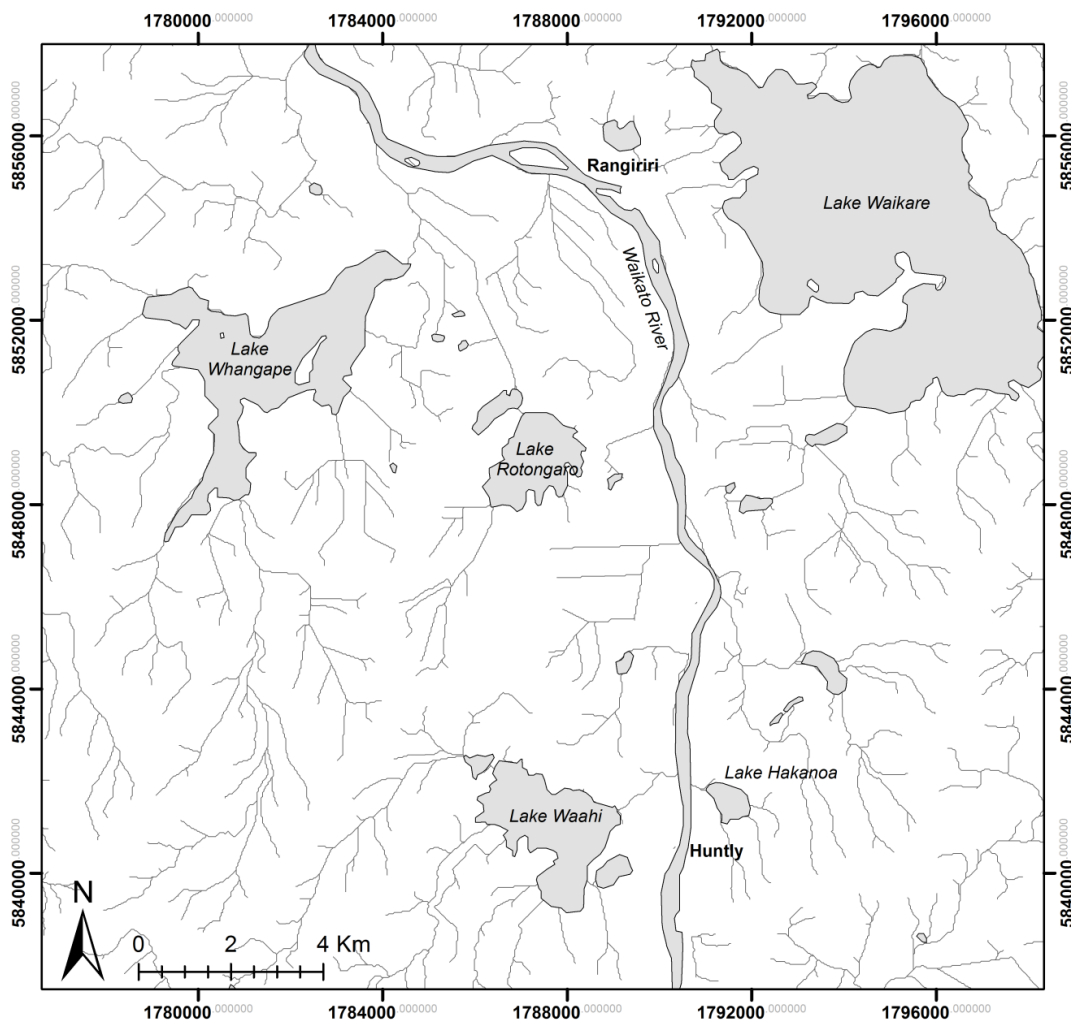 1780000.000000 1784000.000000 1788000.000000 1792000.000000 1796000.000000
5856000.000000
5856000.000000
Rangiriri
Lake Waikare
Waikato River
5852000.000000
5852000.000000
Lake
Whangape
Lake
Rotongaro
5848000.000000
5848000.000000
5844000.000000
5844000.000000
Lake Hakanoa
Lake Waahi
Huntly
5840000.000000
5840000.000000
N
0 2 4 Km
1780000.000000 1784000.000000 1788000.000000 1792000.000000 1796000.000000